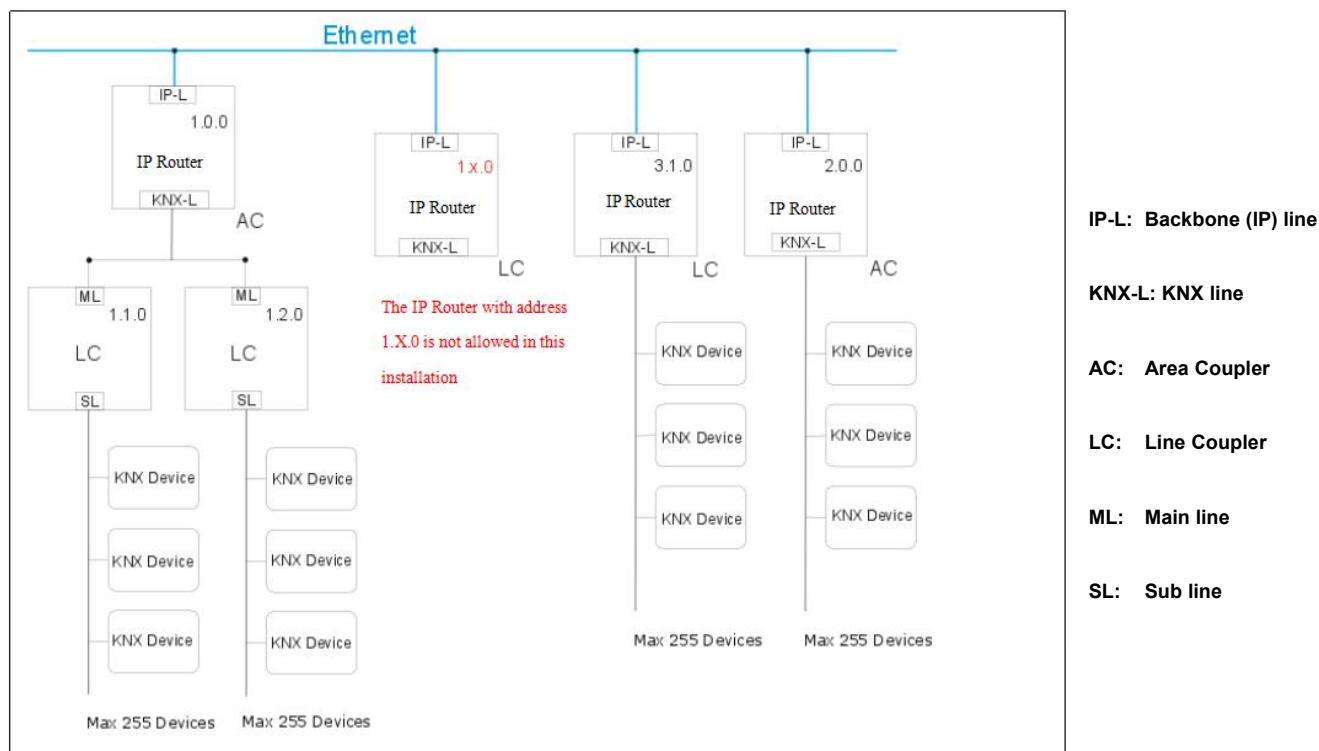 Ethernet
IP-L
1.0.0
IP Router
KNX-L
AC
IP-L
1.x.0
IP Router
KNX-L
LC
The IP Router with address
1.X.0 is not allowed in this
installation
IP-L
3.1.0
IP Router
KNX-L
LC
IP-L
2.0.0
IP Router
KNX-L
AC
ML
1.1.0
LC
SL
ML
1.2.0
LC
SL
KNX Device
KNX Device
KNX Device
Max 255 Devices
KNX Device
KNX Device
KNX Device
Max 255 Devices
KNX Device
KNX Device
KNX Device
Max 255 Devices
KNX Device
KNX Device
KNX Device
Max 255 Devices
IP-L: Backbone (IP) line
KNX-L: KNX line
AC: Area Coupler
LC: Line Coupler
ML: Main line
SL: Sub line